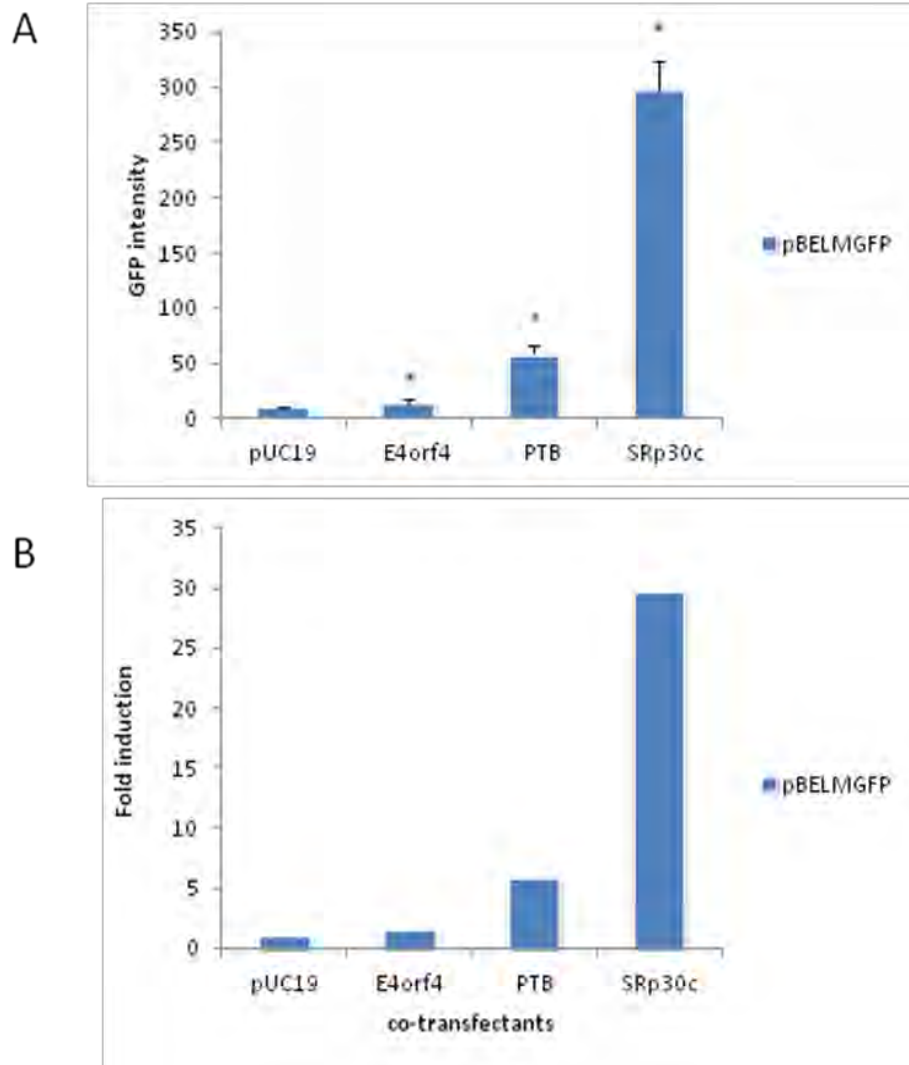 A
350
300
250
200
150
100
50
0
GFP intensity
*
*
*
pUC19 E4orf4 PTB SRp30c
pBELMGFP
B
35
30
25
20
15
10
5
0
Fold induction
pUC19 E4orf4 PTB SRp30c
co-transfectants
pBELMGFP